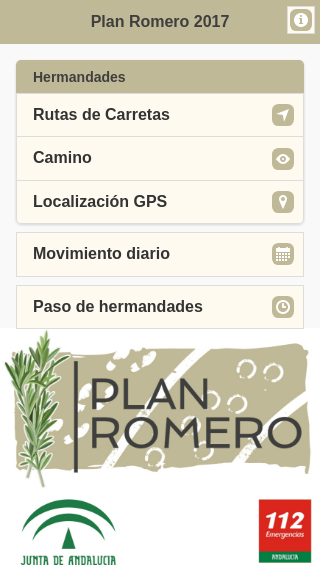 Plan Romero 2017
Hermandades
Rutas de Carretas
Camino
Localización GPS
Movimiento diario
Paso de hermandades
PLAN
ROMERO
JUNTA DE ANDALUCIA
112
Emergencias
ANDALUCÍA